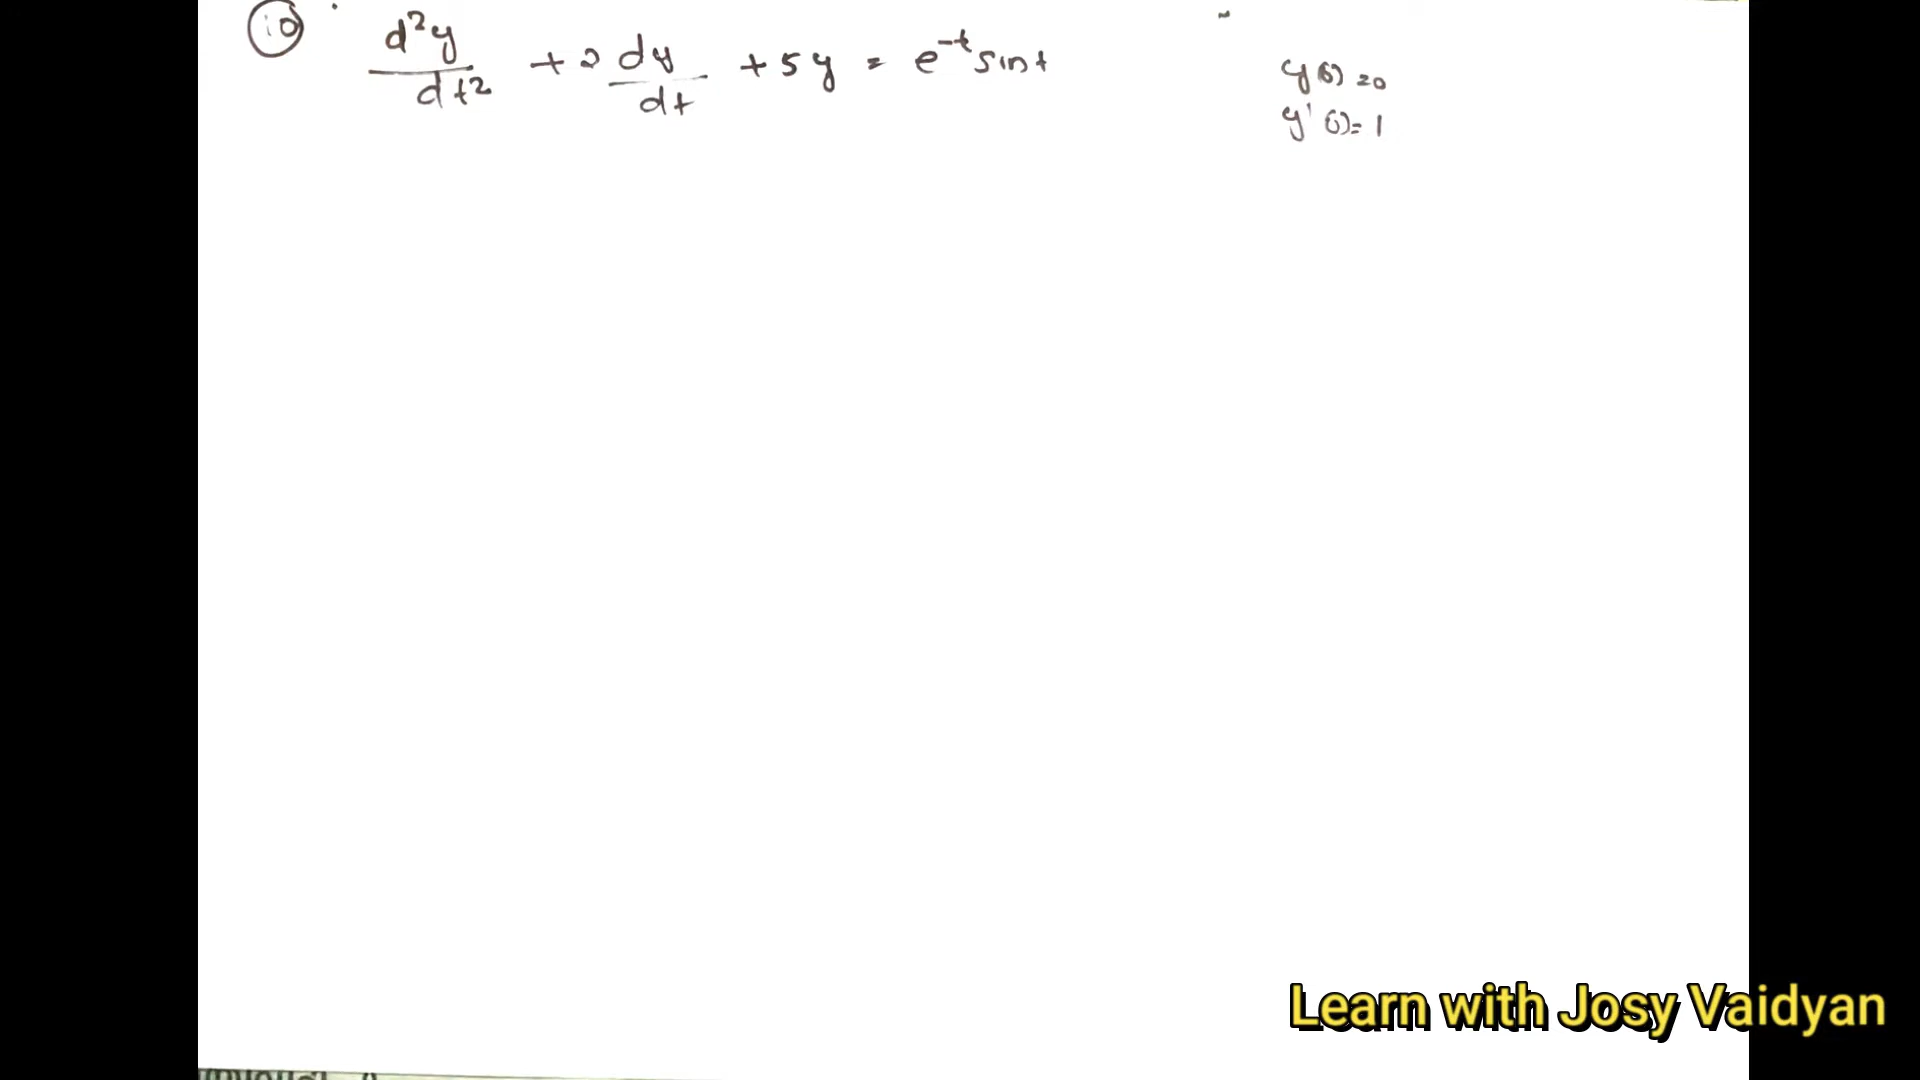 10 d²y/dt² + 2 dy/dt + 5y = e^-t sin t
y(0) = 0
y'(0) = 1
Learn with Josy Vaidyan